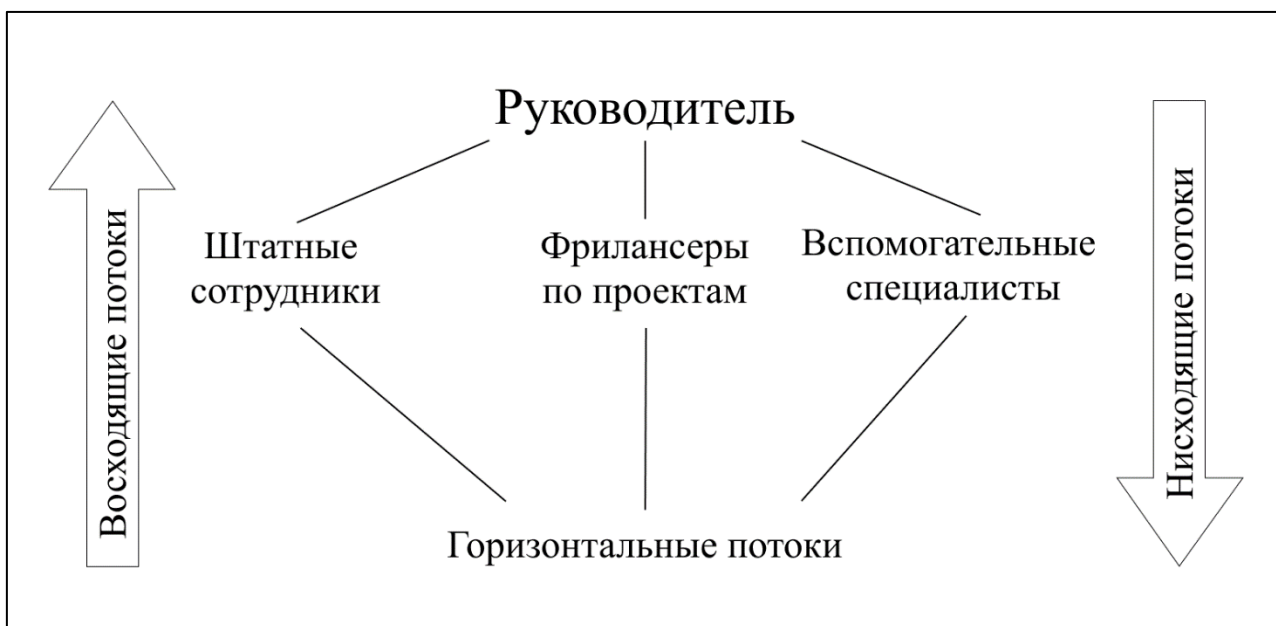 Руководитель
Восходящие потоки
Штатные
сотрудники
Фрилансеры
по проектам
Вспомогательные
специалисты
Нисходящие потоки
Горизонтальные потоки